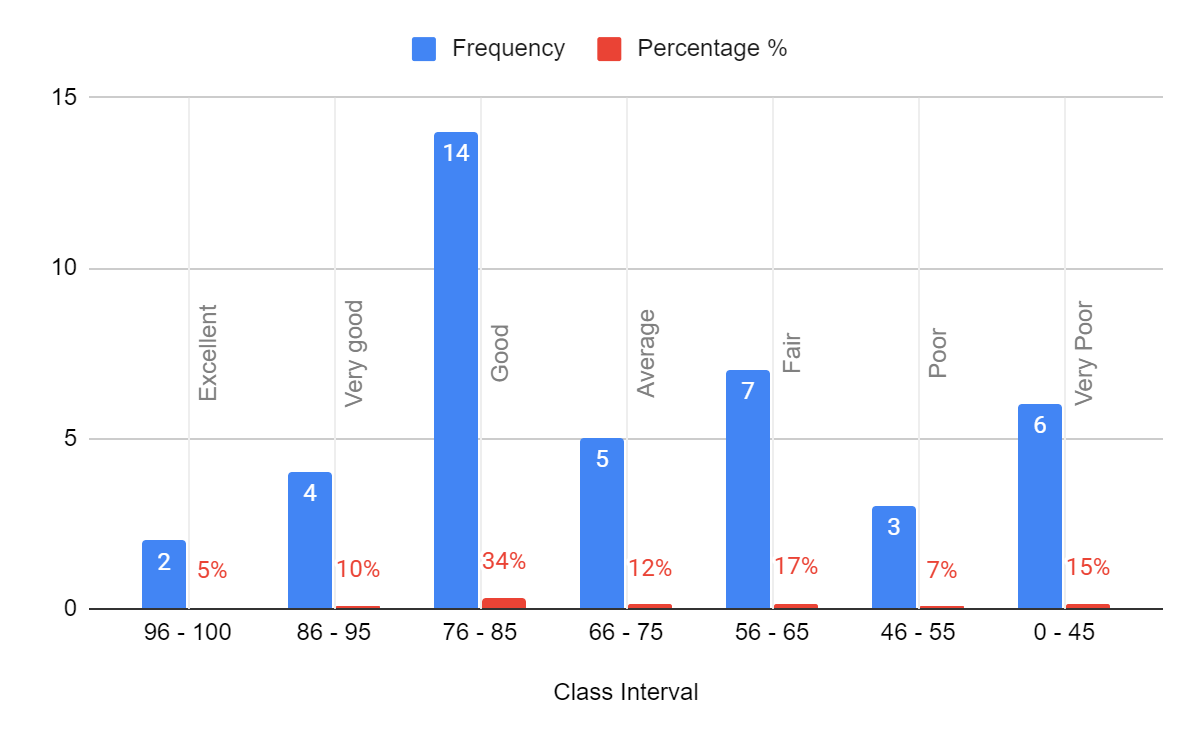 Frequency Percentage %
15
10
5
0
Excellent
Very good
Good
Average
Fair
Poor
Very Poor
2 5%
4 10%
14 34%
5 12%
7 17%
3 7%
6 15%
96 - 100 86 - 95 76 - 85 66 - 75 56 - 65 46 - 55 0 - 45
Class Interval